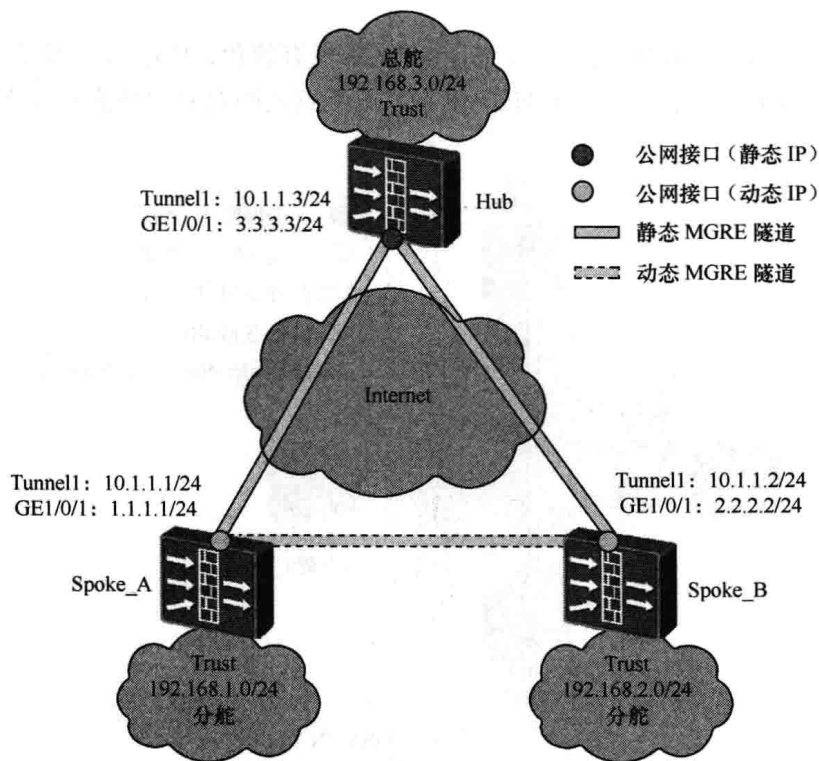 总舵
192.168.3.0/24
Trust
公网接口（静态 IP）
公网接口（动态 IP）
静态 MGRE 隧道
动态 MGRE 隧道
Tunnel1：10.1.1.3/24
GE1/0/1：3.3.3.3/24
Hub
Internet
Tunnel1：10.1.1.1/24
GE1/0/1：1.1.1.1/24
Tunnel1：10.1.1.2/24
GE1/0/1：2.2.2.2/24
Spoke_A
Spoke_B
Trust
192.168.1.0/24
分舵
Trust
192.168.2.0/24
分舵